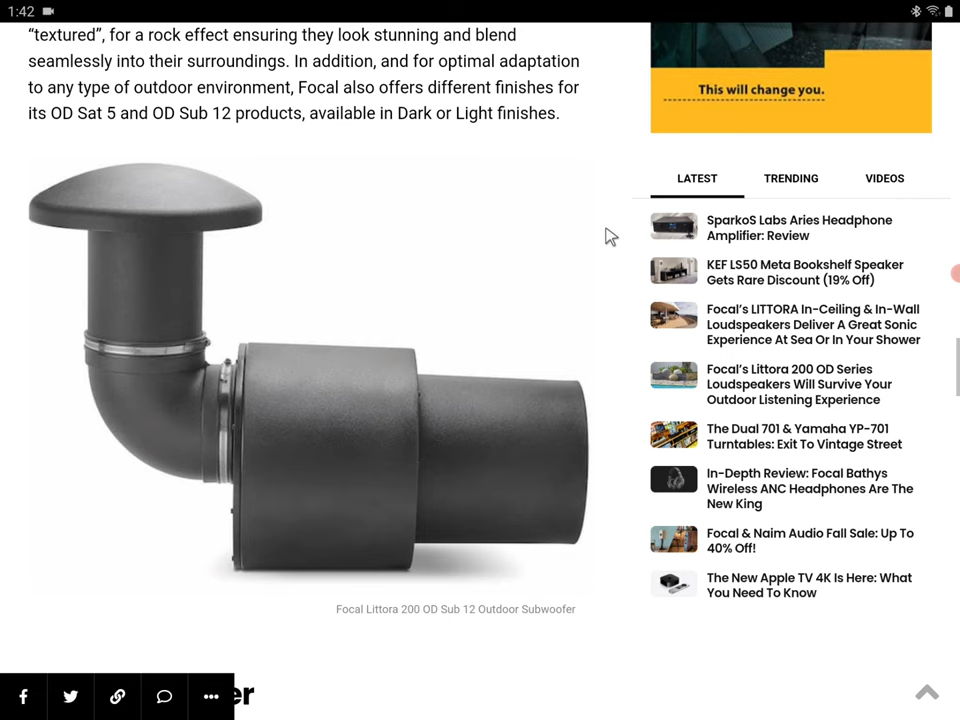 1:42
“textured”, for a rock effect ensuring they look stunning and blend
seamlessly into their surroundings. In addition, and for optimal adaptation
to any type of outdoor environment, Focal also offers different finishes for
its OD Sat 5 and OD Sub 12 products, available in Dark or Light finishes.
Focal Littora 200 OD Sub 12 Outdoor Subwoofer
er
This will change you.
LATEST TRENDING VIDEOS
SparkoS Labs Aries Headphone
Amplifier: Review
KEF LS50 Meta Bookshelf Speaker
Gets Rare Discount (19% Off)
Focal’s LITTORA In-Ceiling & In-Wall
Loudspeakers Deliver A Great Sonic
Experience At Sea Or In Your Shower
Focal’s Littora 200 OD Series
Loudspeakers Will Survive Your
Outdoor Listening Experience
The Dual 701 & Yamaha YP-701
Turntables: Exit To Vintage Street
In-Depth Review: Focal Bathys
Wireless ANC Headphones Are The
New King
Focal & Naim Audio Fall Sale: Up To
40% Off!
The New Apple TV 4K Is Here: What
You Need To Know